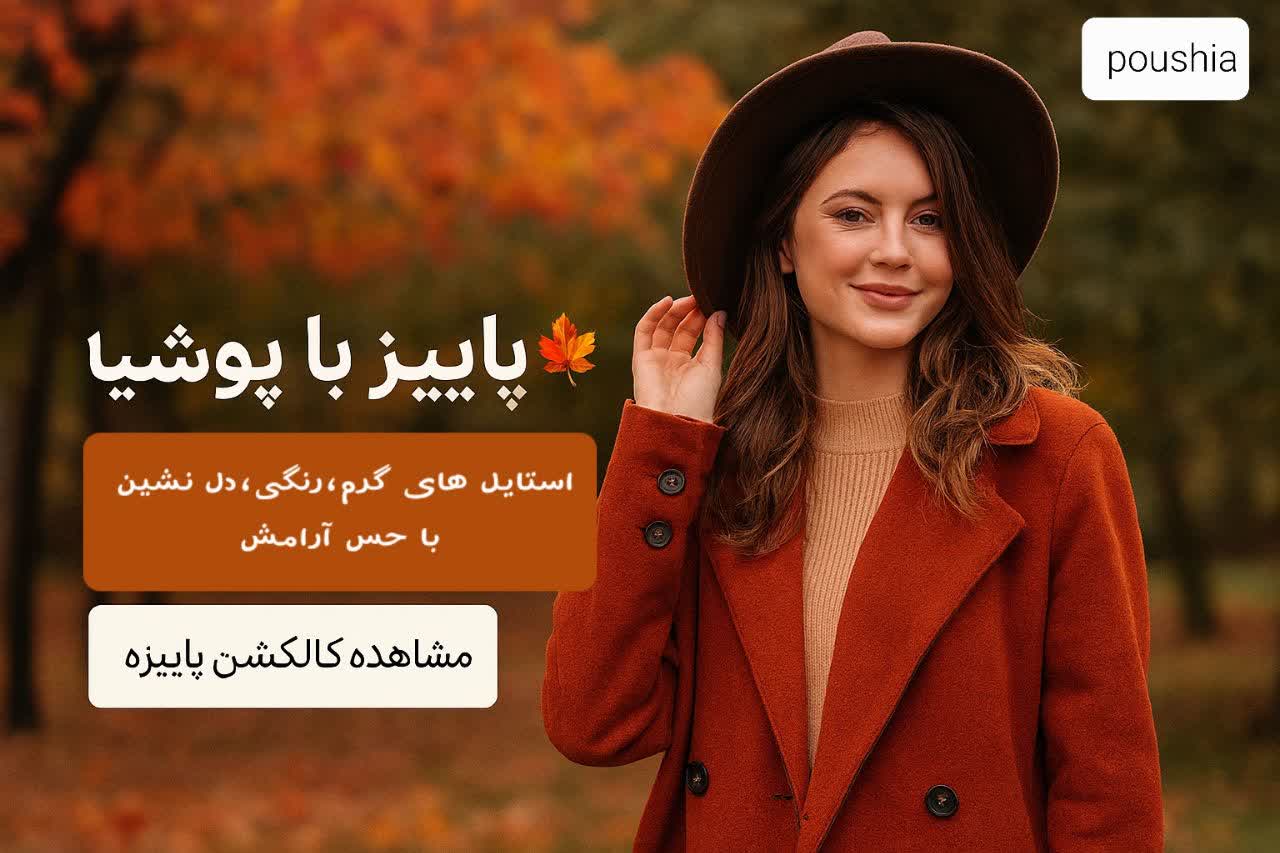 poushia
پاییز با پوشیا
استایل های گرم،رنگی،دل نشین
با حس آرامش
مشاهده کالکشن پاییزه